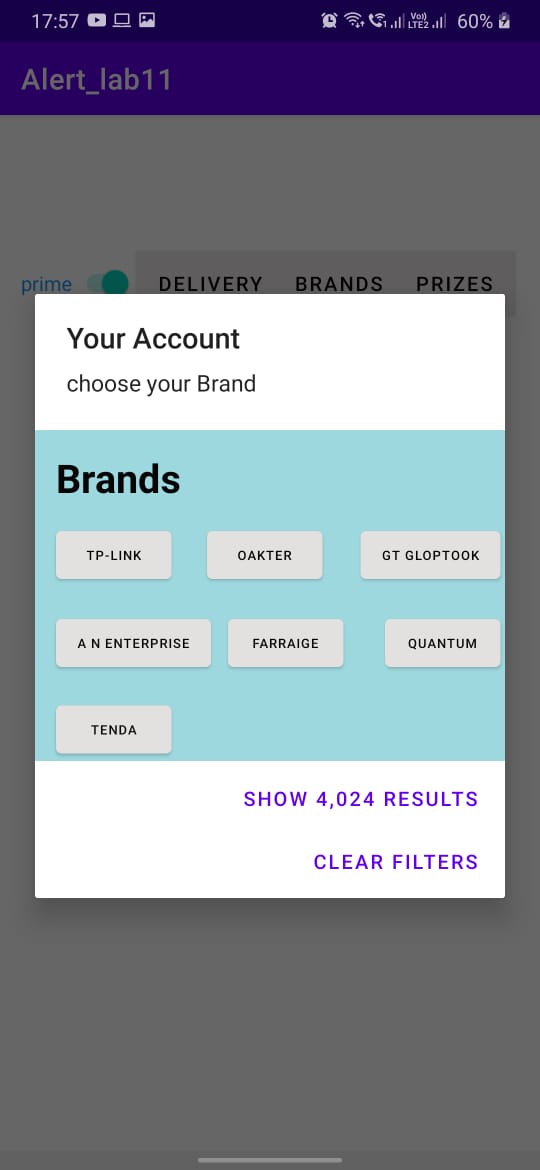 17:57 Vo)) LTE2 60%
Alert_lab11
prime DELIVERY BRANDS PRIZES
Your Account
choose your Brand
Brands
TP-LINK OAKTER GT GLOPTOOK
A N ENTERPRISE FARRAIGE QUANTUM
TENDA
SHOW 4,024 RESULTS
CLEAR FILTERS